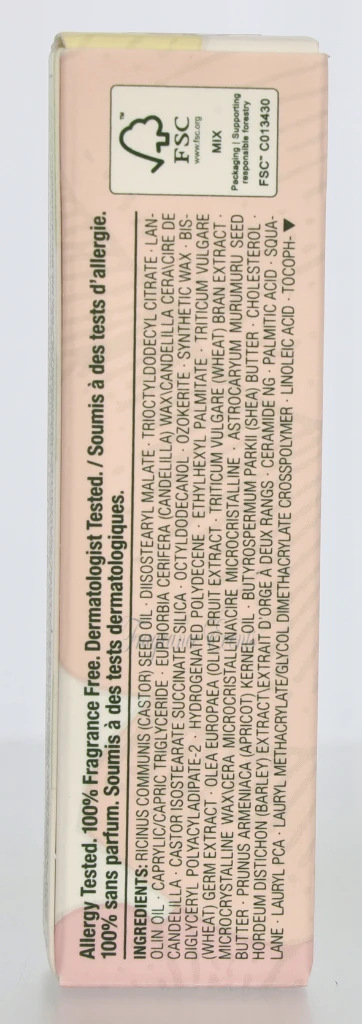 Allergy Tested. 100% Fragrance Free. Dermatologist Tested. / Soumis à des tests d'allergie.
100% sans parfum. Soumis à des tests dermatologiques.
INGREDIENTS: RICINUS COMMUNIS (CASTOR) SEED OIL · DIISOSTEARYL MALATE · TRIOCTYLDODECYL CITRATE · LAN-
OLIN OIL · CAPRYLIC/CAPRIC TRIGLYCERIDE · EUPHORBIA CERIFERA (CANDELILLA) WAX\CANDELILLA CERA\CIRE DE
CANDELILLA · CASTOR ISOSTEARATE SUCCINATE · SILICA · OCTYLDODECANOL · OZOKERITE · SYNTHETIC WAX · BIS-
DIGLYCERYL POLYACYLADIPATE-2 · HYDROGENATED POLYDECENE · ETHYLHEXYL PALMITATE · TRITICUM VULGARE
(WHEAT) GERM EXTRACT · OLEA EUROPAEA (OLIVE) FRUIT EXTRACT · TRITICUM VULGARE (WHEAT) BRAN EXTRACT ·
MICROCRYSTALLINE WAX\CERA MICROCRISTALLINA\CIRE MICROCRISTALLINE · ASTROCARYUM MURUMURU SEED
BUTTER · PRUNUS ARMENIACA (APRICOT) KERNEL OIL · BUTYROSPERMUM PARKII (SHEA) BUTTER · CHOLESTEROL ·
HORDEUM DISTICHON (BARLEY) EXTRACT\EXTRAIT D'ORGE À DEUX RANGS · CERAMIDE NG · PALMITIC ACID · SQUA-
LANE · LAURYL PCA · LAURYL METHACRYLATE/GLYCOL DIMETHACRYLATE CROSSPOLYMER · LINOLEIC ACID · TOCOPH-▼
™
FSC
www.fsc.org
MIX
Packaging | Supporting
responsible forestry
FSC™ C013430